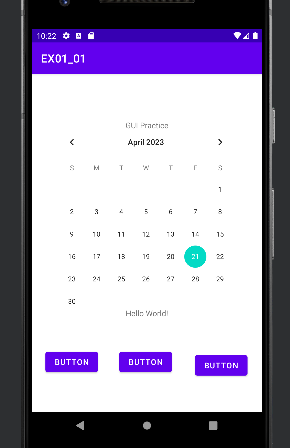 10:22
EX01_01
GUI Practice
April 2023
S M T W T F S
1
2 3 4 5 6 7 8
9 10 11 12 13 14 15
16 17 18 19 20 21 22
23 24 25 26 27 28 29
30
Hello World!
BUTTON BUTTON BUTTON